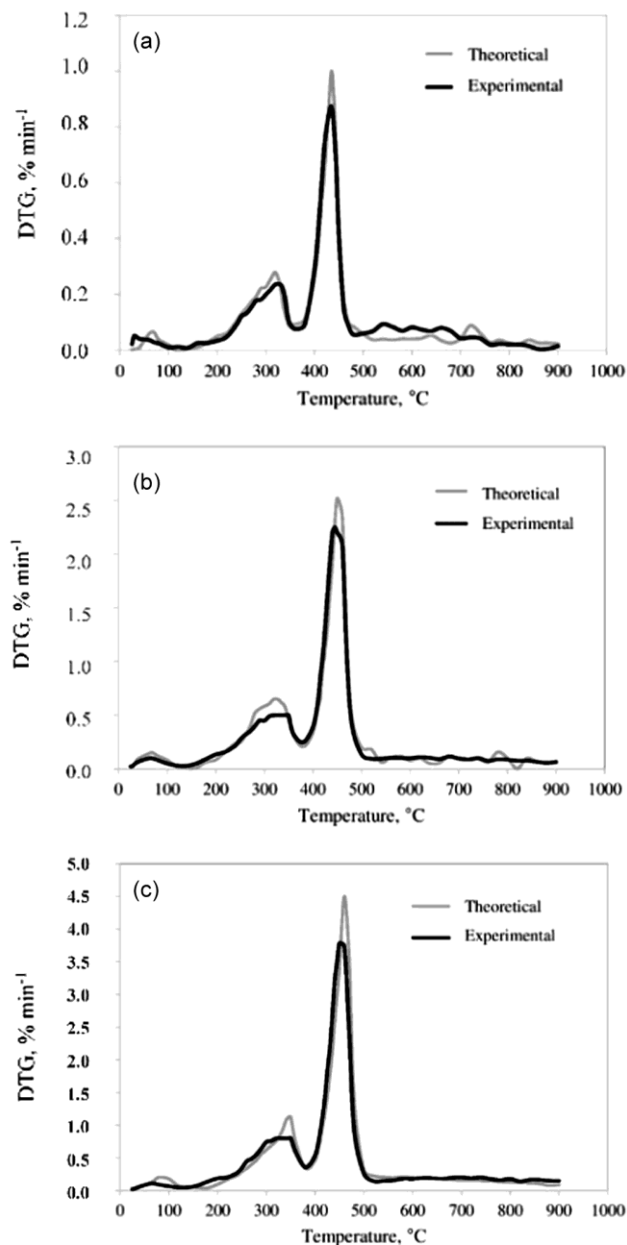 (a)
Theoretical
Experimental
DTG, % min-1
1.2
1.0
0.8
0.6
0.4
0.2
0.0
0 100 200 300 400 500 600 700 800 900 1000
Temperature, °C
(b)
Theoretical
Experimental
DTG, % min-1
3.0
2.5
2.0
1.5
1.0
0.5
0.0
0 100 200 300 400 500 600 700 800 900 1000
Temperature, °C
(c)
Theoretical
Experimental
DTG, % min-1
5.0
4.5
4.0
3.5
3.0
2.5
2.0
1.5
1.0
0.5
0.0
0 100 200 300 400 500 600 700 800 900 1000
Temperature, °C